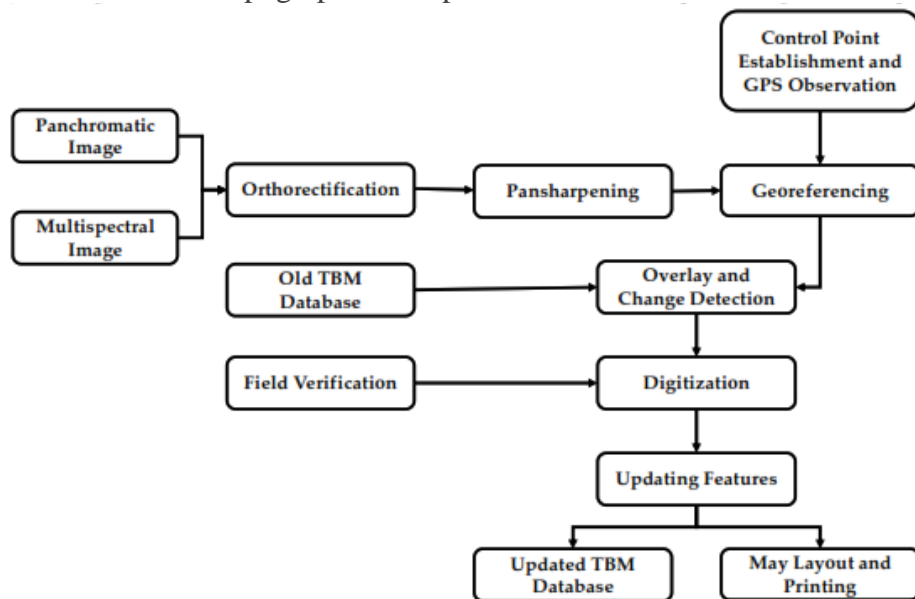 Control Point
Establishment and
GPS Observation
Panchromatic
Image
Orthorectification
Pansharpening
Georeferencing
Multispectral
Image
Old TBM
Database
Overlay and
Change Detection
Field Verification
Digitization
Updating Features
Updated TBM
Database
May Layout and
Printing